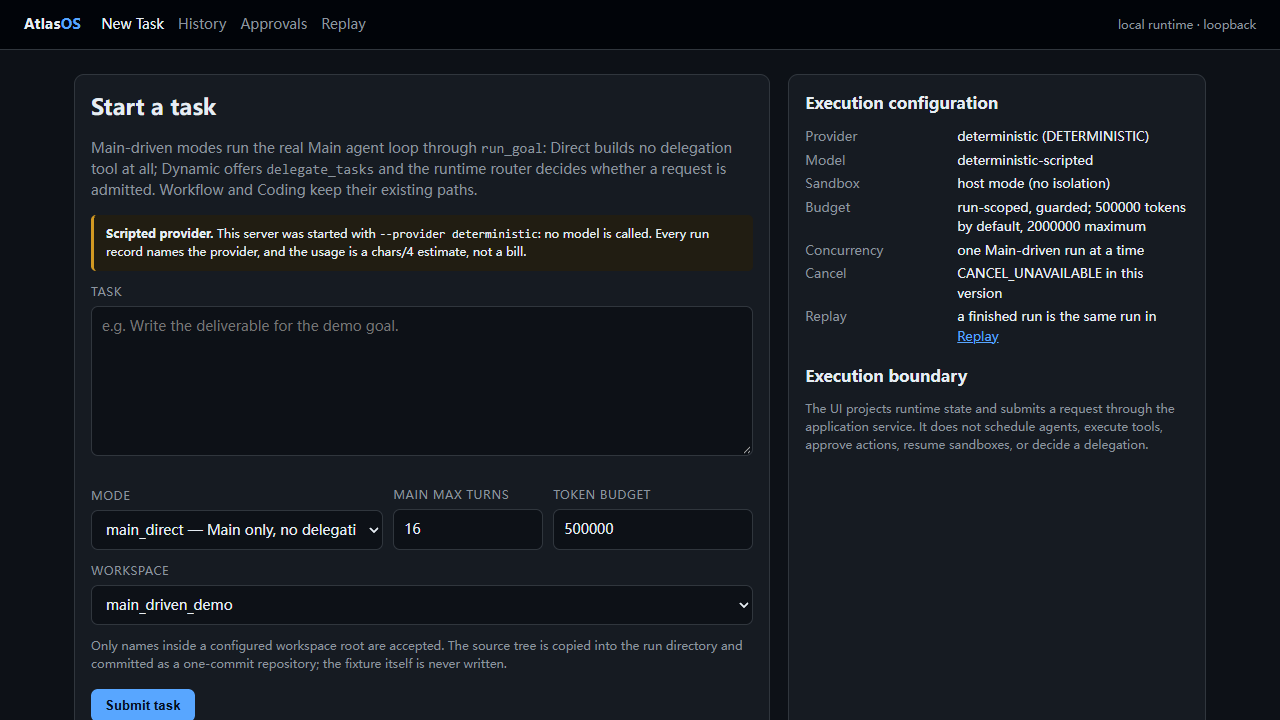 AtlasOS New Task History Approvals Replay local runtime · loopback
Start a task
Main-driven modes run the real Main agent loop through run_goal: Direct builds no delegation
tool at all; Dynamic offers delegate_tasks and the runtime router decides whether a request is
admitted. Workflow and Coding keep their existing paths.
Scripted provider. This server was started with --provider deterministic: no model is called. Every run
record names the provider, and the usage is a chars/4 estimate, not a bill.
TASK
e.g. Write the deliverable for the demo goal.
MODE MAIN MAX TURNS TOKEN BUDGET
main_direct — Main only, no delegati 16 500000
WORKSPACE
main_driven_demo
Only names inside a configured workspace root are accepted. The source tree is copied into the run directory and
committed as a one-commit repository; the fixture itself is never written.
Submit task
Execution configuration
Provider deterministic (DETERMINISTIC)
Model deterministic-scripted
Sandbox host mode (no isolation)
Budget run-scoped, guarded; 500000 tokens
by default, 2000000 maximum
Concurrency one Main-driven run at a time
Cancel CANCEL_UNAVAILABLE in this
version
Replay a finished run is the same run in
Replay
Execution boundary
The UI projects runtime state and submits a request through the
application service. It does not schedule agents, execute tools,
approve actions, resume sandboxes, or decide a delegation.